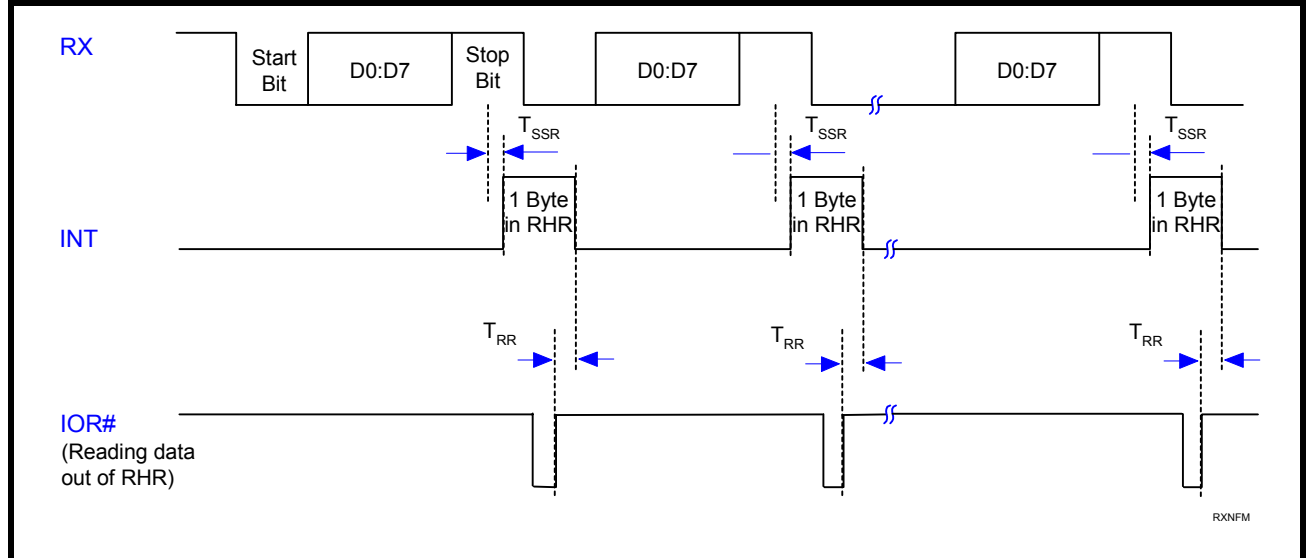 RX
Start
Bit
D0:D7
Stop
Bit
D0:D7
D0:D7
TSSR
TSSR
TSSR
INT
1 Byte
in RHR
1 Byte
in RHR
1 Byte
in RHR
TRR
TRR
TRR
IOR#
(Reading data
out of RHR)
RXNFM